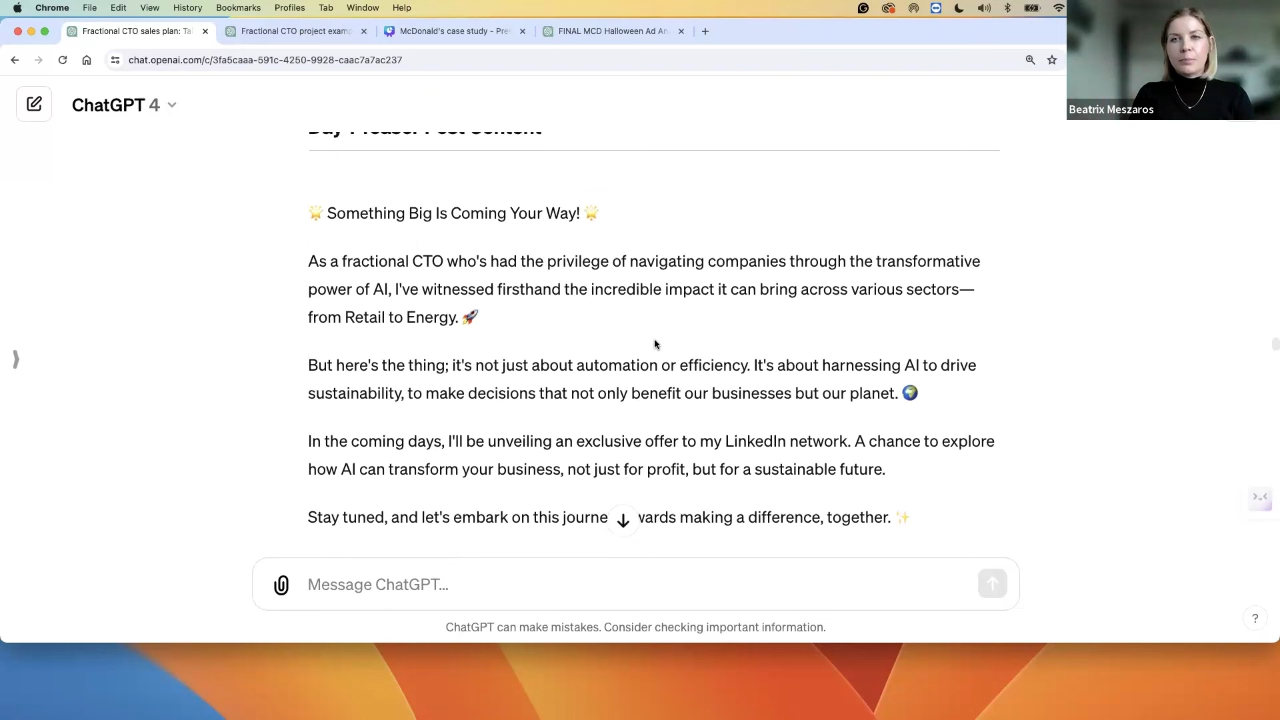 Chrome File Edit View History Bookmarks Profiles Tab Window Help
Fractional CTO sales plan: Ta
Fractional CTO project examp
McDonald's case study - Pre
FINAL MCD Halloween Ad An
chat.openai.com/c/3fa5caaa-591c-4250-9928-caac7a7ac237
Beatrix Meszaros
ChatGPT 4
🌟 Something Big Is Coming Your Way! 🌟
As a fractional CTO who's had the privilege of navigating companies through the transformative
power of AI, I've witnessed firsthand the incredible impact it can bring across various sectors—
from Retail to Energy. 🚀
But here's the thing; it's not just about automation or efficiency. It's about harnessing AI to drive
sustainability, to make decisions that not only benefit our businesses but our planet. 🌍
In the coming days, I'll be unveiling an exclusive offer to my LinkedIn network. A chance to explore
how AI can transform your business, not just for profit, but for a sustainable future.
Stay tuned, and let's embark on this journe wards making a difference, together. ✨
Message ChatGPT...
ChatGPT can make mistakes. Consider checking important information.
?